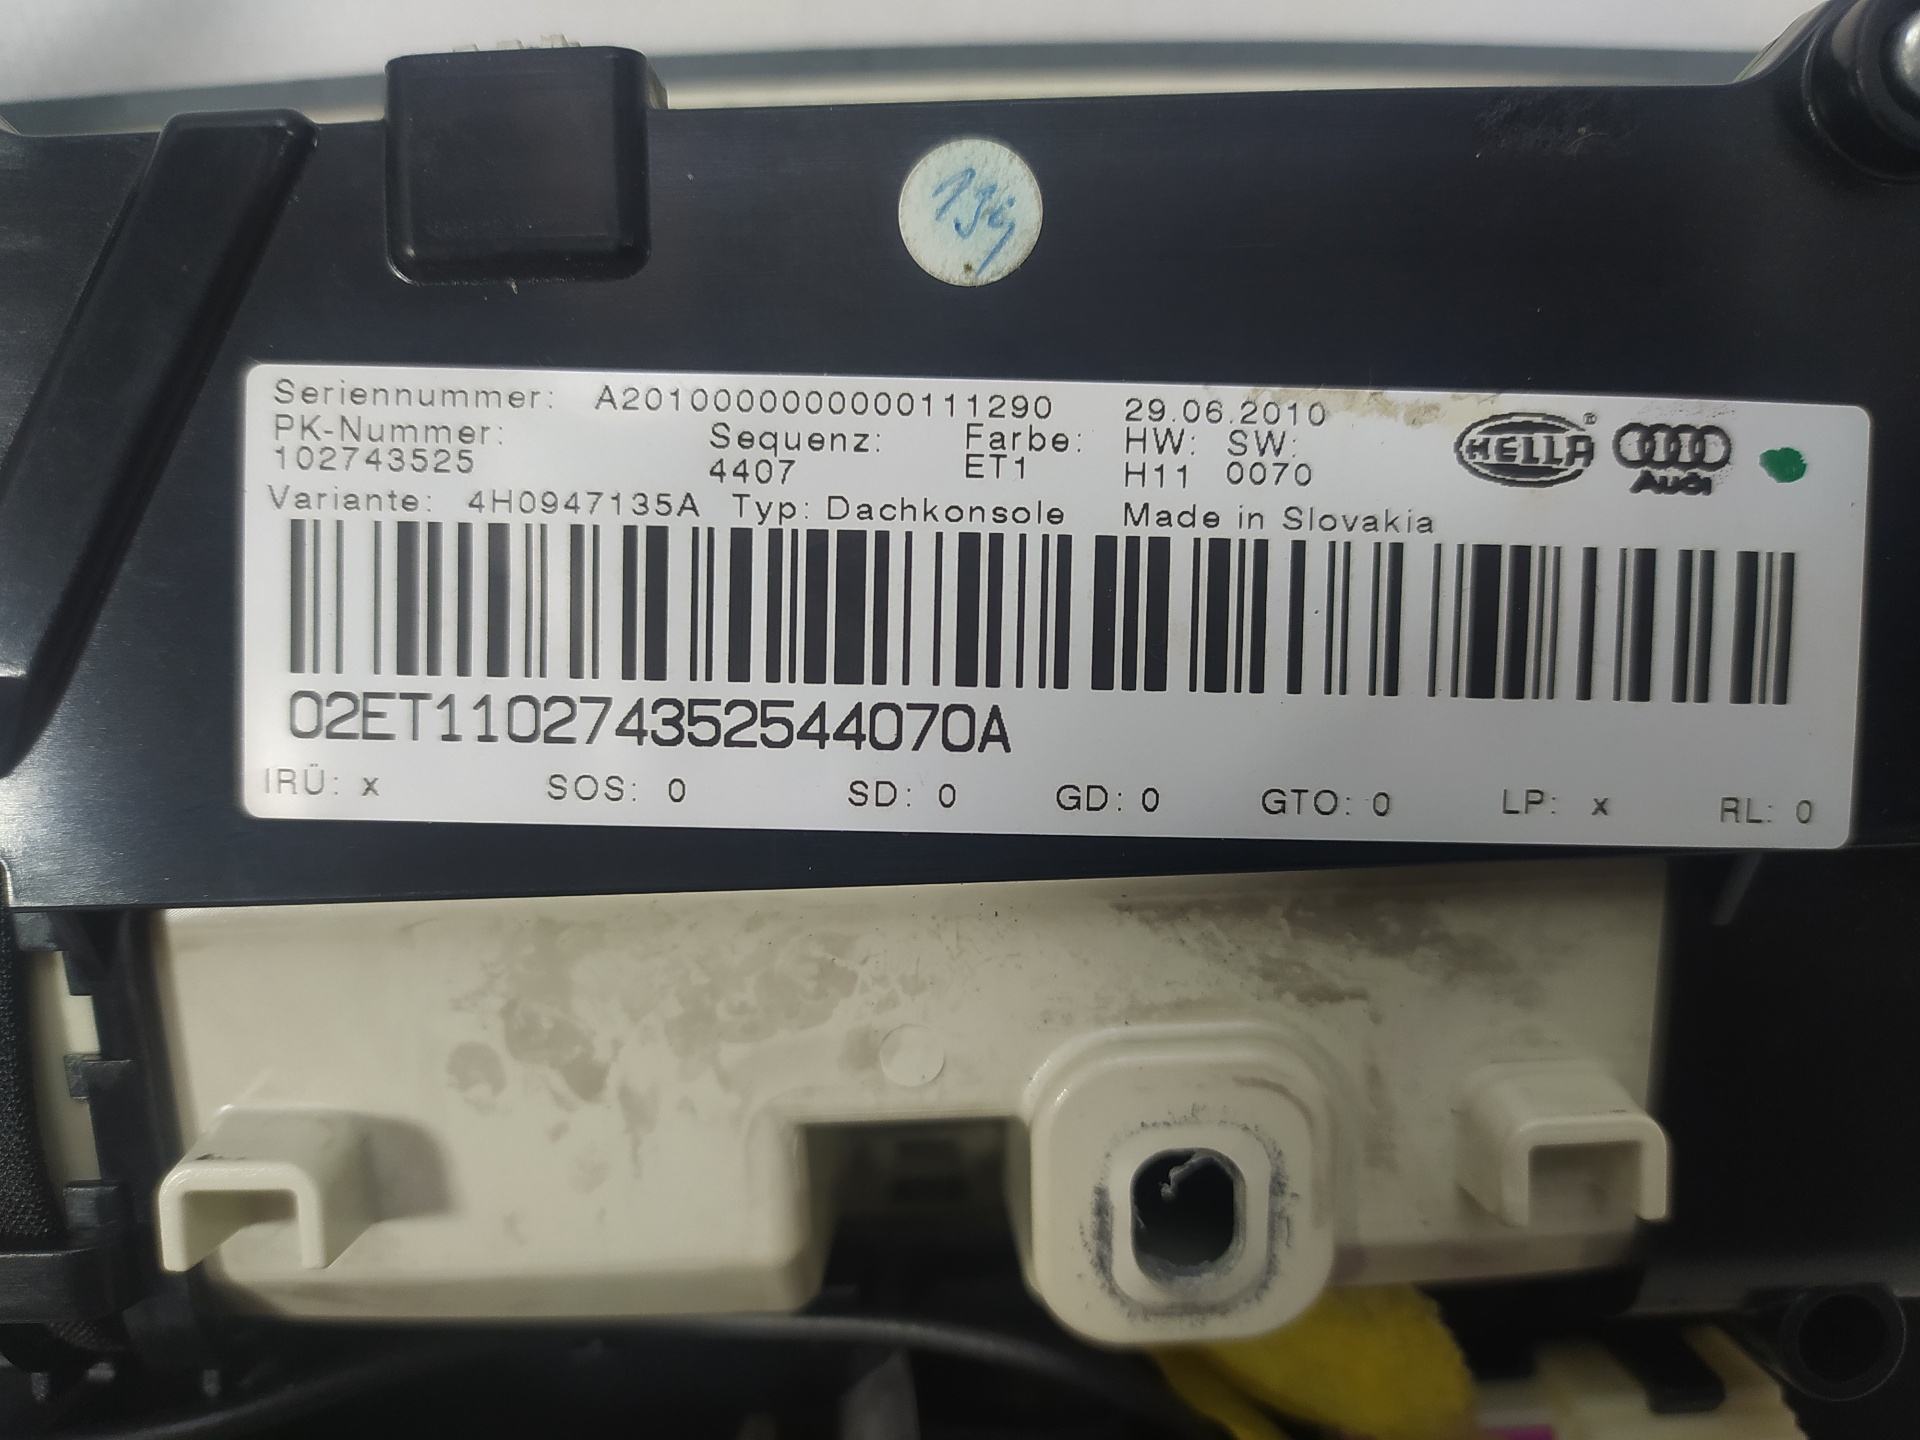 Seriennummer: A2010000000000111290 29.06.2010
PK-Nummer: Sequenz: Farbe: HW: SW:
102743525 4407 ET1 H11 0070
HELLA®
Audi
Variante: 4H0947135A Typ: Dachkonsole Made in Slovakia
02ET110274352544070A
IRÜ: x SOS: 0 SD: 0 GD: 0 GTO: 0 LP: x RL: 0